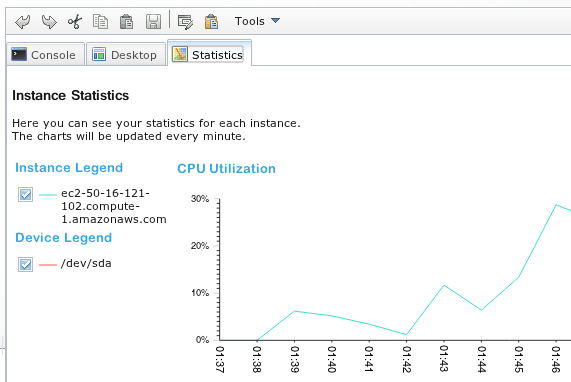 Tools
Console
Desktop
Statistics
Instance Statistics
Here you can see your statistics for each instance.
The charts will be updated every minute.
Instance Legend
ec2-50-16-121-
102.compute-
1.amazonaws.com
Device Legend
/dev/sda
CPU Utilization
30%
20%
10%
0%
01:37
01:38
01:39
01:40
01:41
01:42
01:43
01:44
01:45
01:46